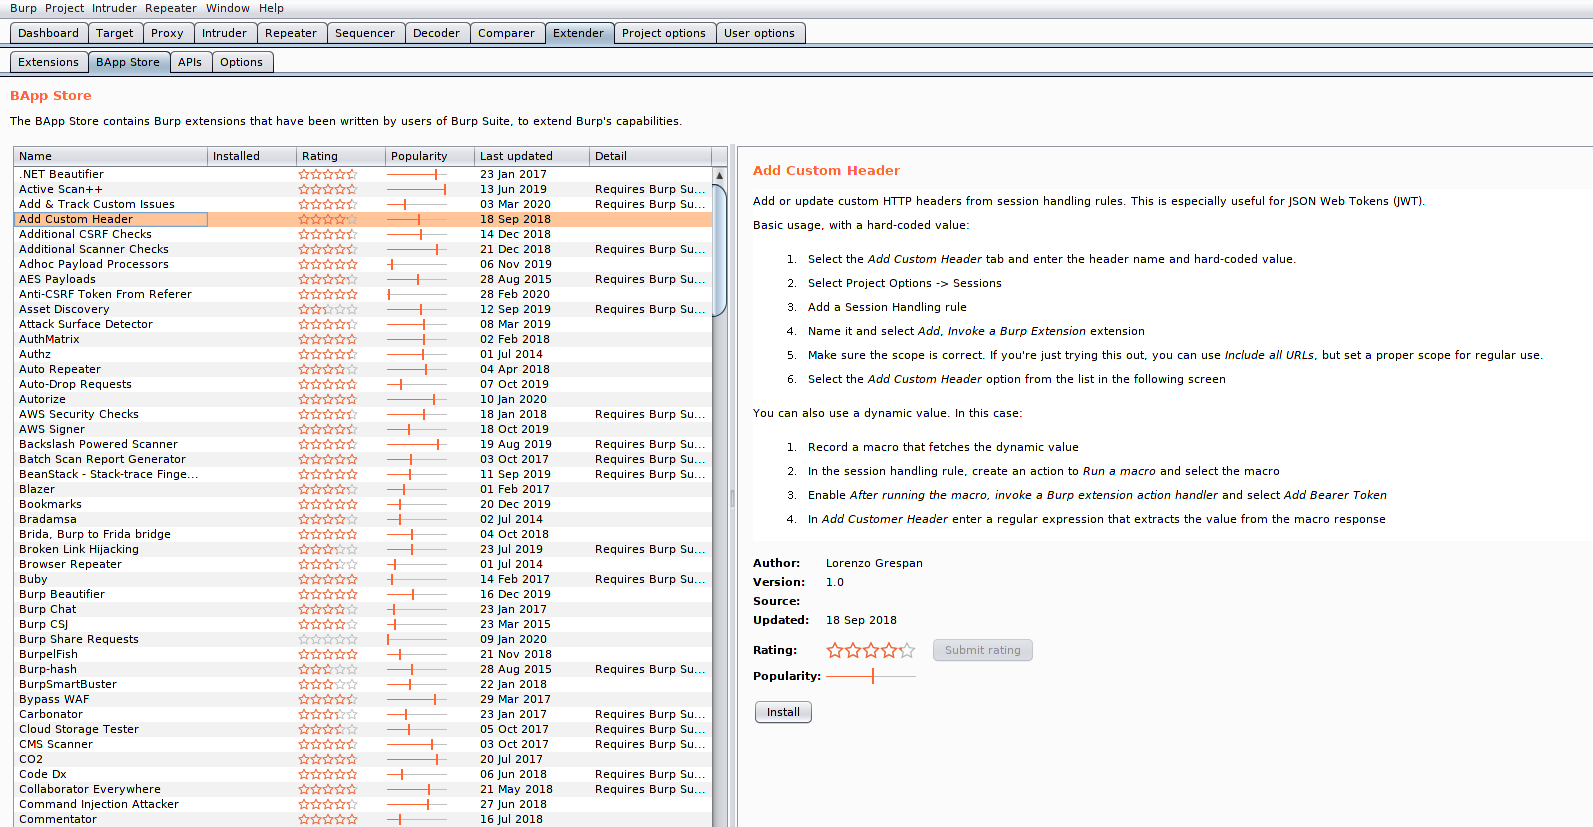 Burp Project Intruder Repeater Window Help
Dashboard Target Proxy Intruder Repeater Sequencer Decoder Comparer Extender Project options User options
Extensions BApp Store APIs Options
BApp Store
The BApp Store contains Burp extensions that have been written by users of Burp Suite, to extend Burp's capabilities.
Name Installed Rating Popularity Last updated Detail
.NET Beautifier 23 Jan 2017
Active Scan++ 13 Jun 2019 Requires Burp Su...
Add & Track Custom Issues 03 Mar 2020 Requires Burp Su...
Add Custom Header 18 Sep 2018
Additional CSRF Checks 14 Dec 2018
Additional Scanner Checks 21 Dec 2018 Requires Burp Su...
Adhoc Payload Processors 06 Nov 2019
AES Payloads 28 Aug 2015 Requires Burp Su...
Anti-CSRF Token From Referer 28 Feb 2020
Asset Discovery 12 Sep 2019 Requires Burp Su...
Attack Surface Detector 08 Mar 2019
AuthMatrix 02 Feb 2018
Authz 01 Jul 2014
Auto Repeater 04 Apr 2018
Auto-Drop Requests 07 Oct 2019
Autorize 10 Jan 2020
AWS Security Checks 18 Jan 2018 Requires Burp Su...
AWS Signer 18 Oct 2019
Backslash Powered Scanner 19 Aug 2019 Requires Burp Su...
Batch Scan Report Generator 03 Oct 2017 Requires Burp Su...
BeanStack - Stack-trace Finge... 11 Sep 2019 Requires Burp Su...
Blazer 01 Feb 2017
Bookmarks 20 Dec 2019
Bradamsa 02 Jul 2014
Brida, Burp to Frida bridge 04 Oct 2018
Broken Link Hijacking 23 Jul 2019 Requires Burp Su...
Browser Repeater 01 Jul 2014
Buby 14 Feb 2017 Requires Burp Su...
Burp Beautifier 16 Dec 2019
Burp Chat 23 Jan 2017
Burp CSJ 23 Mar 2015
Burp Share Requests 09 Jan 2020
BurpelFish 21 Nov 2018
Burp-hash 28 Aug 2015 Requires Burp Su...
BurpSmartBuster 22 Jan 2018
Bypass WAF 29 Mar 2017
Carbonator 23 Jan 2017 Requires Burp Su...
Cloud Storage Tester 05 Oct 2017 Requires Burp Su...
CMS Scanner 03 Oct 2017 Requires Burp Su...
CO2 20 Jul 2017
Code Dx 06 Jun 2018 Requires Burp Su...
Collaborator Everywhere 21 May 2018 Requires Burp Su...
Command Injection Attacker 27 Jun 2018
Commentator 16 Jul 2018
Add Custom Header
Add or update custom HTTP headers from session handling rules. This is especially useful for JSON Web Tokens (JWT).
Basic usage, with a hard-coded value:
1. Select the Add Custom Header tab and enter the header name and hard-coded value.
2. Select Project Options -> Sessions
3. Add a Session Handling rule
4. Name it and select Add, Invoke a Burp Extension extension
5. Make sure the scope is correct. If you're just trying this out, you can use Include all URLs, but set a proper scope for regular use.
6. Select the Add Custom Header option from the list in the following screen
You can also use a dynamic value. In this case:
1. Record a macro that fetches the dynamic value
2. In the session handling rule, create an action to Run a macro and select the macro
3. Enable After running the macro, invoke a Burp extension action handler and select Add Bearer Token
4. In Add Customer Header enter a regular expression that extracts the value from the macro response
Author: Lorenzo Grespan
Version: 1.0
Source:
Updated: 18 Sep 2018
Rating: Submit rating
Popularity:
Install